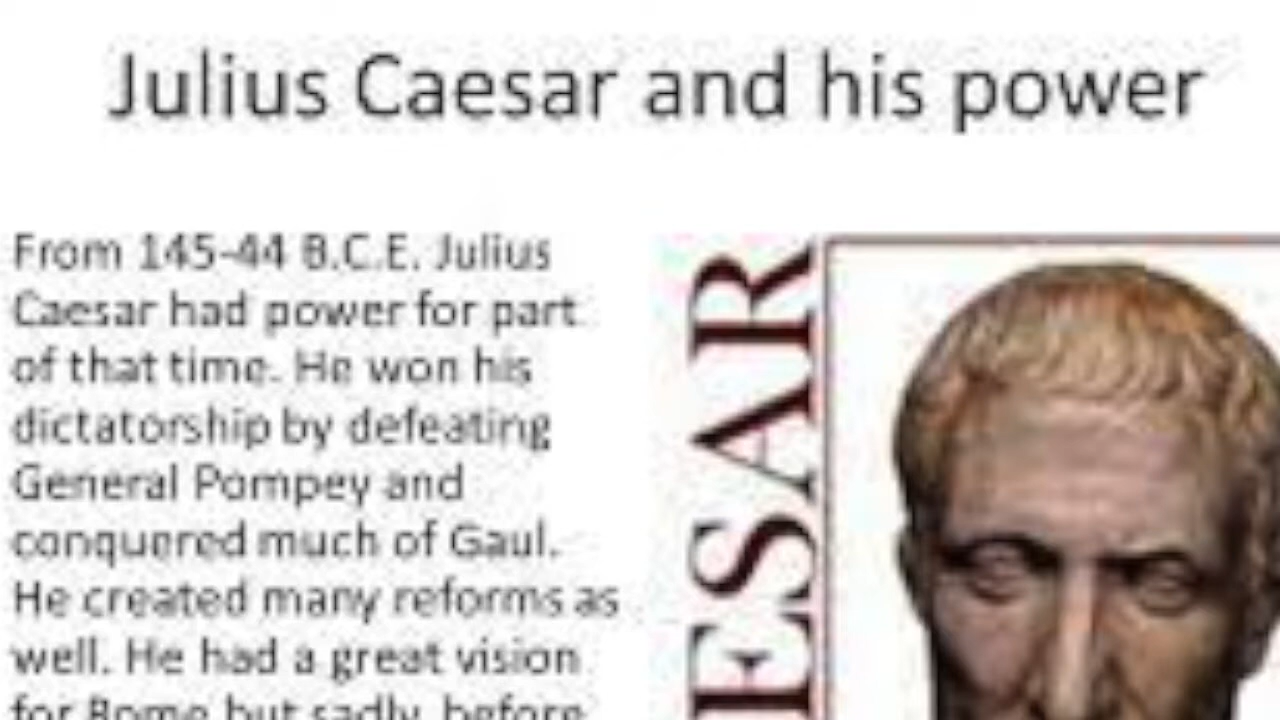 Julius Caesar and his power
From 145-44 B.C.E. Julius
Caesar had power for part
of that time. He won his
dictatorship by defeating
General Pompey and
conquered much of Gaul.
He created many reforms as
well. He had a great vision
for Rome but sadly, before
ESAR